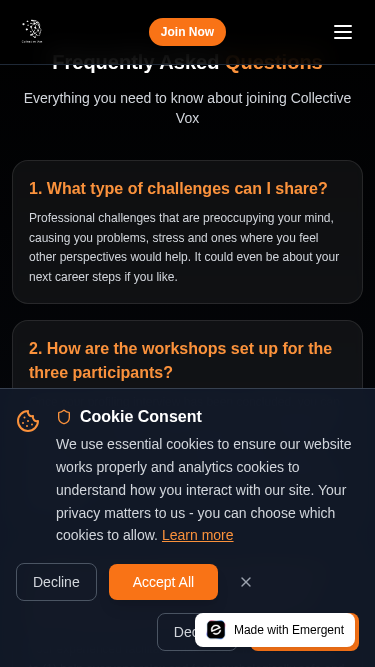 Join Now
Frequently Asked Questions
Everything you need to know about joining Collective
Vox
1. What type of challenges can I share?
Professional challenges that are preoccupying your mind,
causing you problems, stress and ones where you feel
other perspectives would help. It could even be about your
next career steps if you like.
2. How are the workshops set up for the
three participants?
Cookie Consent
We use essential cookies to ensure our website
works properly and analytics cookies to
understand how you interact with our site. Your
privacy matters to us - you can choose which
cookies to allow. Learn more
Decline
Accept All
Made with Emergent